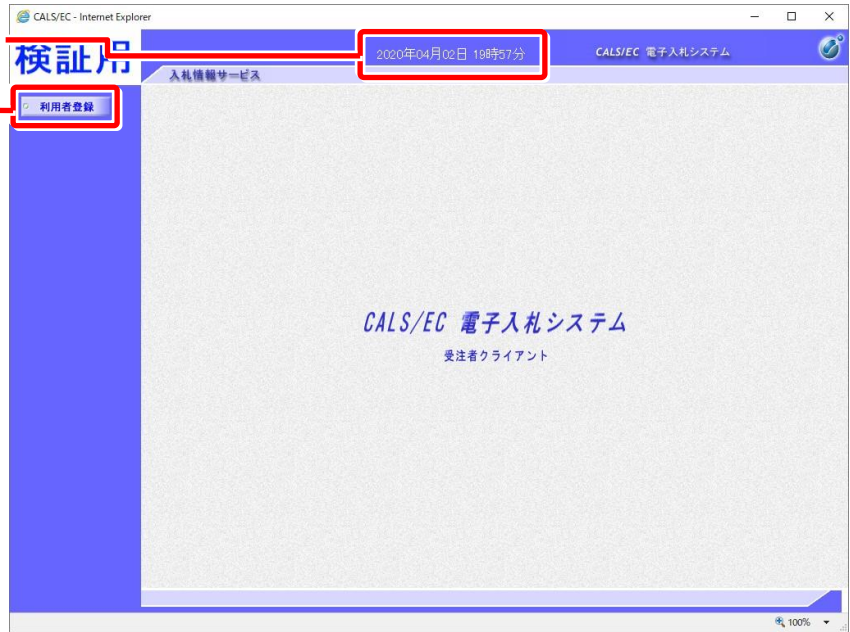 CALS/EC - Internet Explorer
検証用
2020年04月02日 19時57分
CALS/EC 電子入札システム
入札情報サービス
利用者登録
CALS/EC 電子入札システム
受注者クライアント
100%